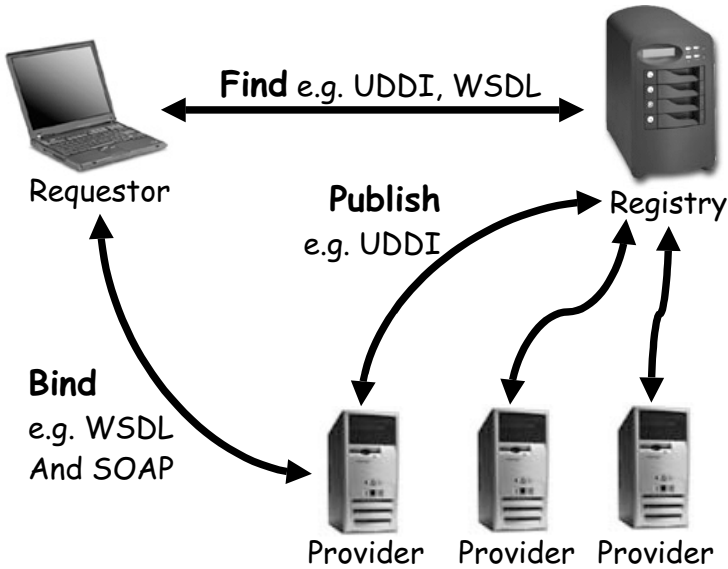 Find e.g. UDDI, WSDL
Requestor
Registry
Publish
e.g. UDDI
Bind
e.g. WSDL
And SOAP
Provider
Provider
Provider